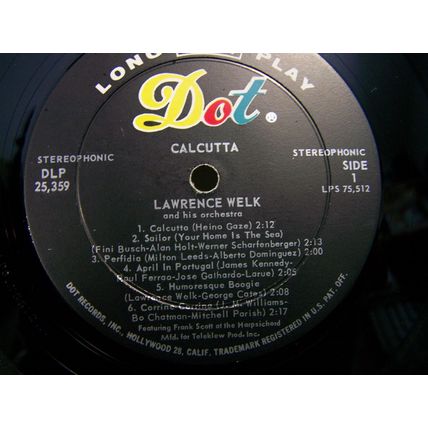 LONG PLAY
Dot.®
CALCUTTA
STEREOPHONIC
DLP
25,359
STEREOPHONIC
SIDE
1
LPS 75,512
LAWRENCE WELK
and his orchestra
1. Calcutta (Heino Gaze) 2:12
2. Sailor (Your Home Is The Sea)
(Fini Busch-Alan Holt-Werner Scharfenberger) 2:13
3. Perfidia (Milton Leeds-Alberto Dominguez) 2:00
4. April In Portugal (James Kennedy-
Raul Ferrao-Jose Galhardo-Larue) 2:05
5. Humoresque Boogie
(Lawrence Welk-George Cates) 2:08
6. Corrine Corrina (J. M. Williams-
Bo Chatman-Mitchell Parish) 2:17
Featuring Frank Scott at the Harpsichord
Mfd. for Teleklew Prod. Inc.
DOT RECORDS, INC., HOLLYWOOD 28, CALIF. TRADEMARK REGISTERED IN U.S. PAT. OFF.